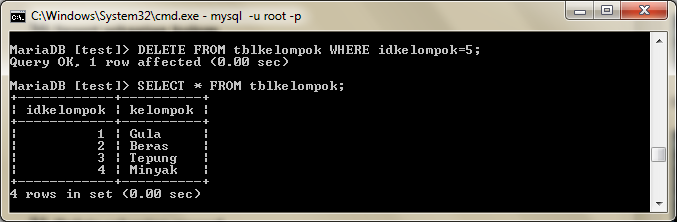 C:\Windows\System32\cmd.exe - mysql -u root -p
MariaDB [test]> DELETE FROM tblkelompok WHERE idkelompok=5;
Query OK, 1 row affected (0.00 sec)
MariaDB [test]> SELECT * FROM tblkelompok;
+------------+----------+
| idkelompok | kelompok |
+------------+----------+
| 1 | Gula |
| 2 | Beras |
| 3 | Tepung |
| 4 | Minyak |
+------------+----------+
4 rows in set (0.00 sec)